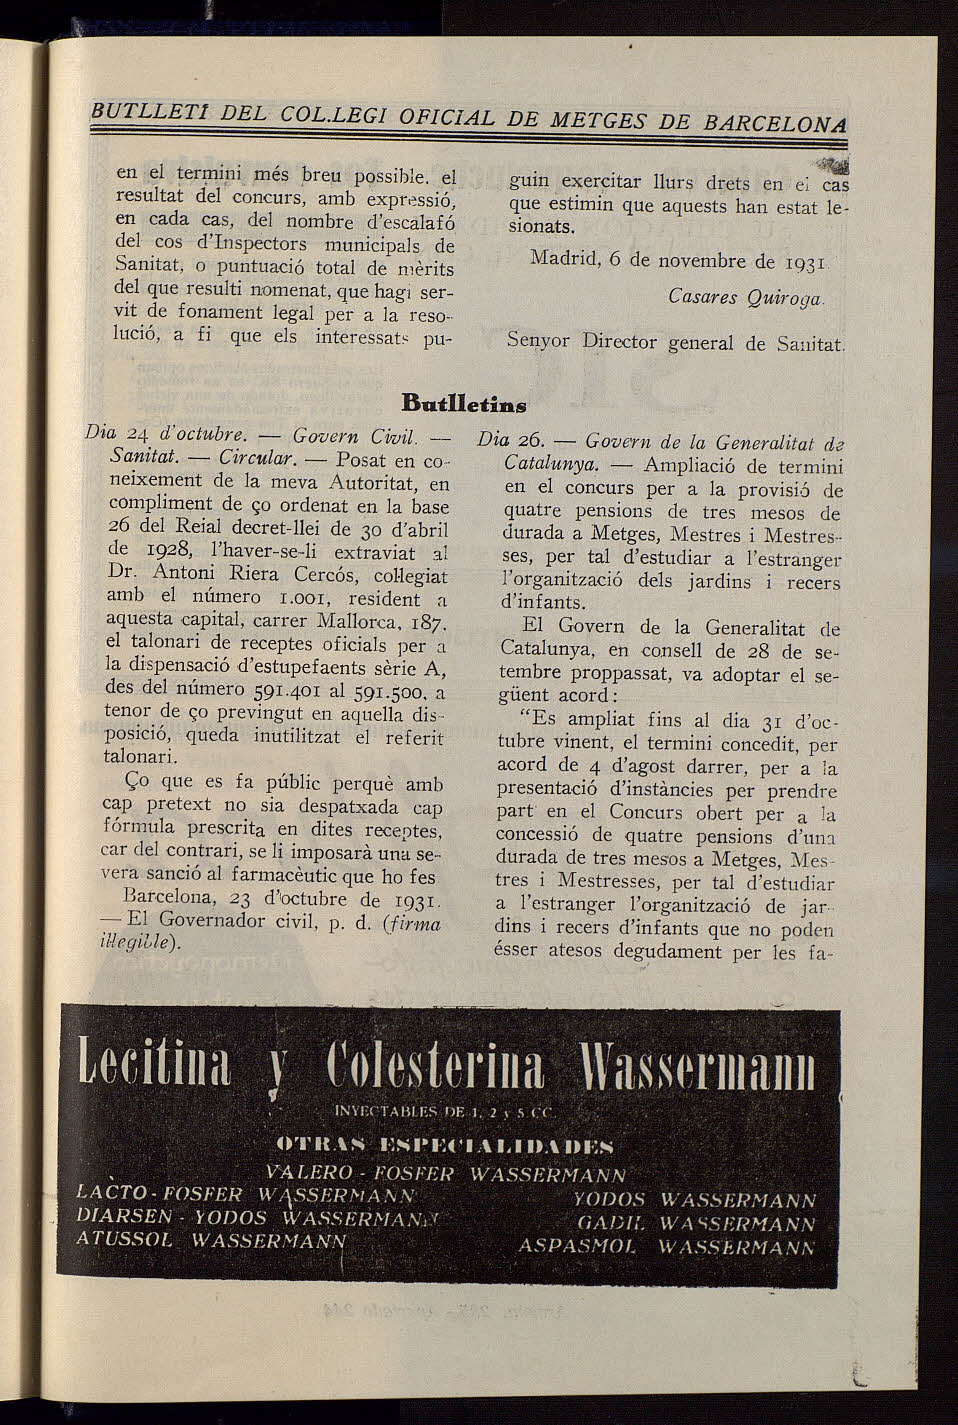 BUTLLETÍ DEL COL.LEGI OFICIAL DE METGES DE BARCELONA
en el termini més breu possible, el
resultat del concurs, amb expressió,
en cada cas, del nombre d'escalafó
del cos d'Inspectors municipals de
Sanitat, o puntuació total de mèrits
del que resulti nomenat, que hagi ser-
vit de fonament legal per a la reso-
lució, a fi que els interessats pu-
guin exerçitar llurs drets en el cas
que estimin que aquests han estat le-
sionats.
Madrid, 6 de novembre de 1931.
Casares Quiroga.
Senyor Director general de Sanitat.
Butlletins
Dia 24 d'octubre. — Govern Civil. —
Sanitat. — Circular. — Posat en co-
neixement de la meva Autoritat, en
compliment de ço ordenat en la base
26 del Reial decret-llei de 30 d'abril
de 1928, l'haver-se-li extraviat al
Dr. Antoni Riera Cercós, col·legiat
amb el número 1.001, resident a
aquesta capital, carrer Mallorca, 187,
el talonari de receptes oficials per a
la dispensació d'estupefaents sèrie A,
des del número 591.401 al 591.500, a
tenor de ço previngut en aquella dis-
posició, queda inutilitzat el referit
talonari.
Ço que es fa públic perquè amb
cap pretext no sia despatxada cap
fórmula prescrita en dites receptes,
car del contrari, se li imposarà una se-
vera sanció al farmacèutic que ho fes
Barcelona, 23 d'octubre de 1931.
— El Governador civil, p. d. (firma
il·legible).
Dia 26. — Govern de la Generalitat de
Catalunya. — Ampliació de termini
en el concurs per a la provisió de
quatre pensions de tres mesos de
durada a Metges, Mestres i Mestres-
ses, per tal d'estudiar a l'estranger
l'organització dels jardins i recers
d'infants.
El Govern de la Generalitat de
Catalunya, en consell de 28 de se-
tembre proppassat, va adoptar el se-
güent acord:
"Es ampliat fins al dia 31 d'oc-
tubre vinent, el termini concedit, per
acord de 4 d'agost darrer, per a la
presentació d'instàncies per prendre
part en el Concurs obert per a la
concessió de quatre pensions d'una
durada de tres mesos a Metges, Mes-
tres i Mestresses, per tal d'estudiar
a l'estranger l'organització de jar-
dins i recers d'infants que no poden
ésser atesos degudament per les fa-
Lecitina y Colesterina Wassermann
INYECTABLES DE 1, 2 y 5 CC.
OTRAS ESPECIALIDADES
VALERO - FOSFER WASSERMANN
LACTO - FOSFER WASSERMANN
DIARSEN - YODOS WASSERMANN
ATUSSOL WASSERMANN
YODOS WASSERMANN
GADIL WASSERMANN
ASPASMOL WASSERMANN